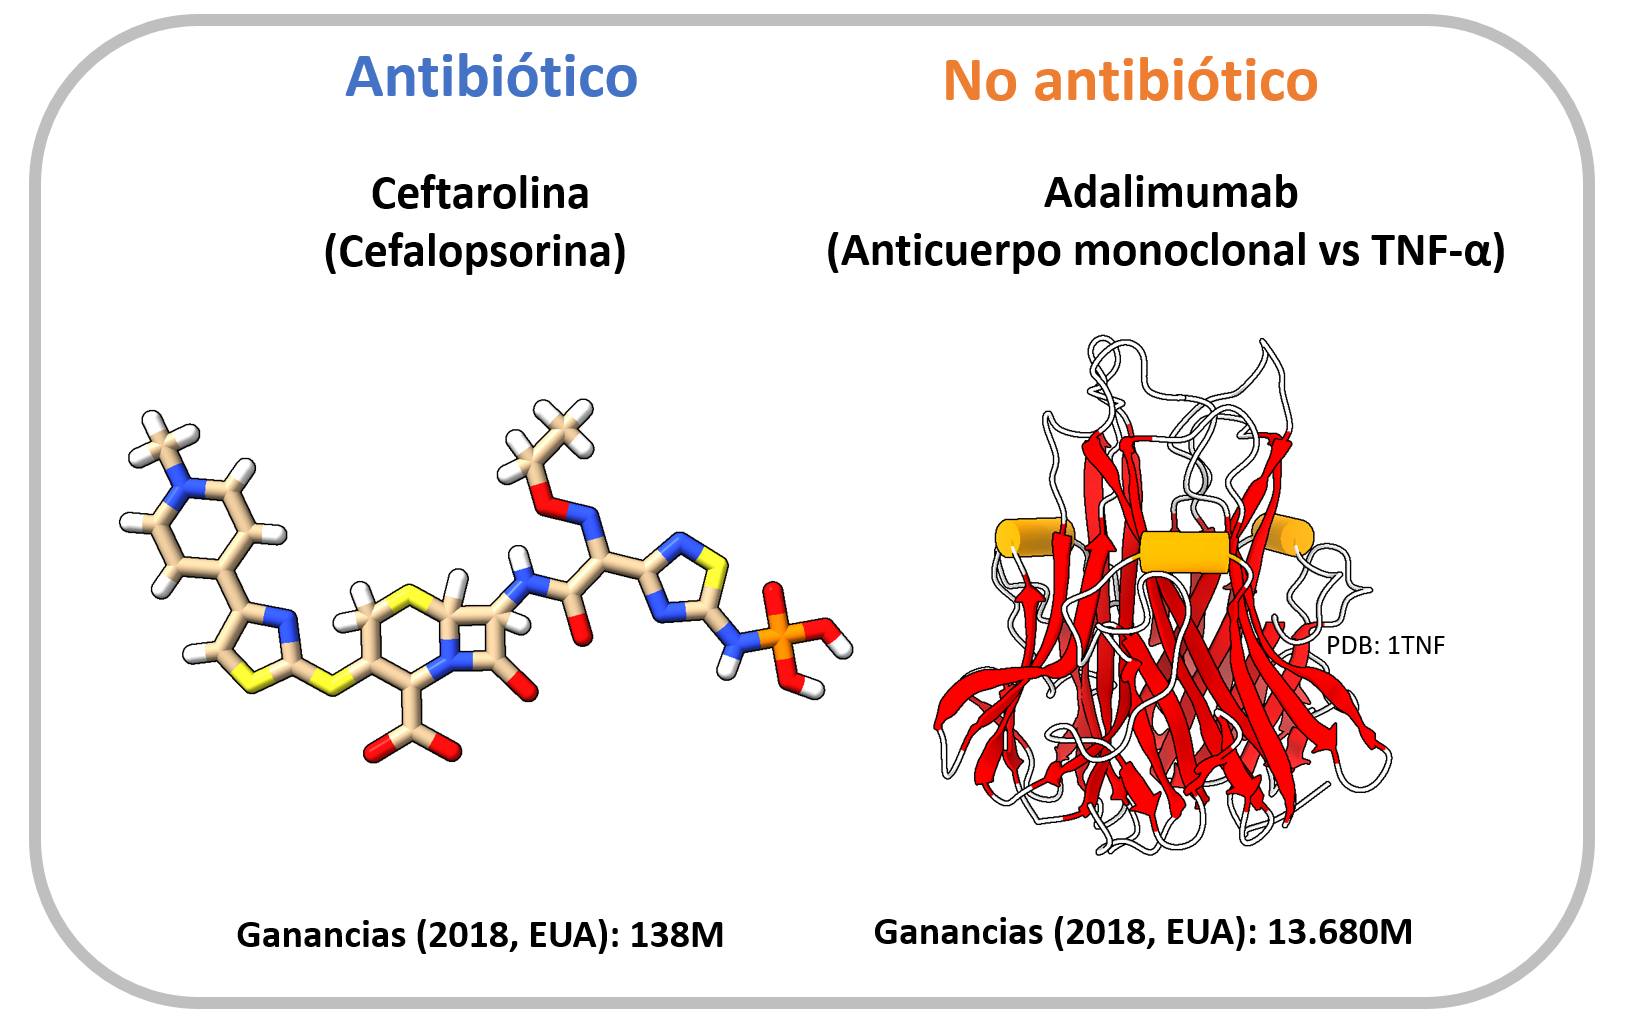 Antibiótico
No antibiótico
Ceftarolina
(Cefalopsorina)
Adalimumab
(Anticuerpo monoclonal vs TNF-α)
PDB: 1TNF
Ganancias (2018, EUA): 138M
Ganancias (2018, EUA): 13.680M